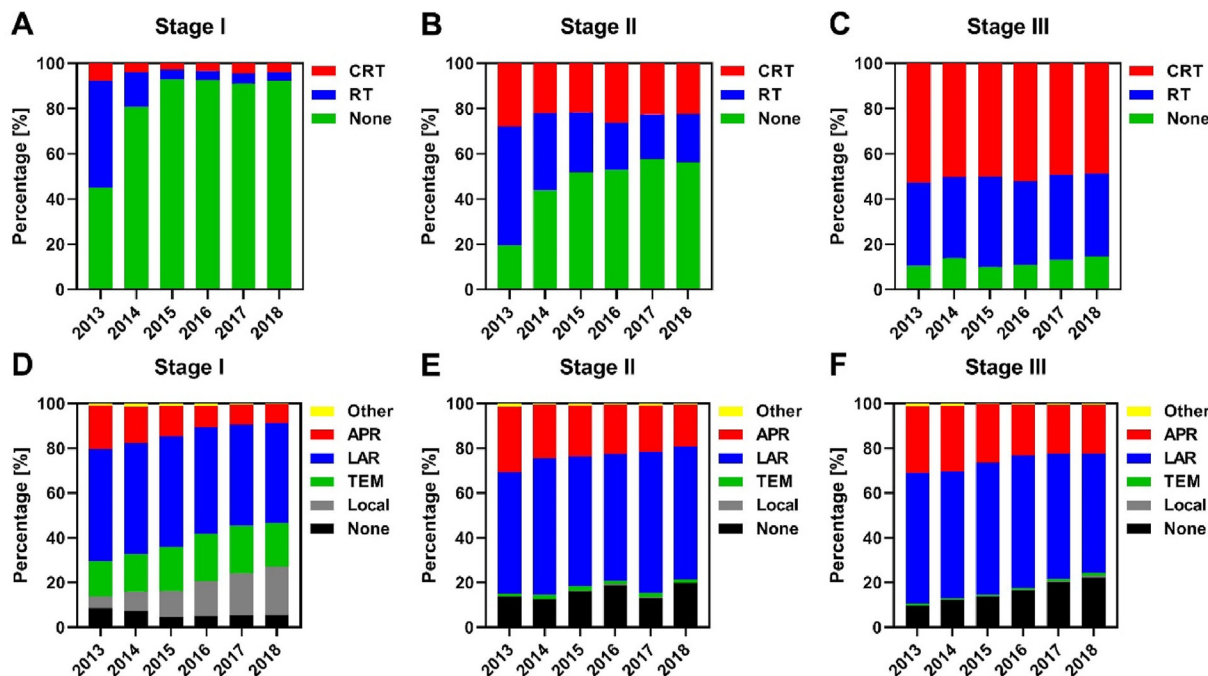 A Stage I
Percentage [%]
100
80
60
40
20
0
2013 2014 2015 2016 2017 2018
CRT
RT
None
B Stage II
Percentage [%]
100
80
60
40
20
0
2013 2014 2015 2016 2017 2018
CRT
RT
None
C Stage III
Percentage [%]
100
80
60
40
20
0
2013 2014 2015 2016 2017 2018
CRT
RT
None
D Stage I
Percentage [%]
100
80
60
40
20
0
2013 2014 2015 2016 2017 2018
Other
APR
LAR
TEM
Local
None
E Stage II
Percentage [%]
100
80
60
40
20
0
2013 2014 2015 2016 2017 2018
Other
APR
LAR
TEM
Local
None
F Stage III
Percentage [%]
100
80
60
40
20
0
2013 2014 2015 2016 2017 2018
Other
APR
LAR
TEM
Local
None